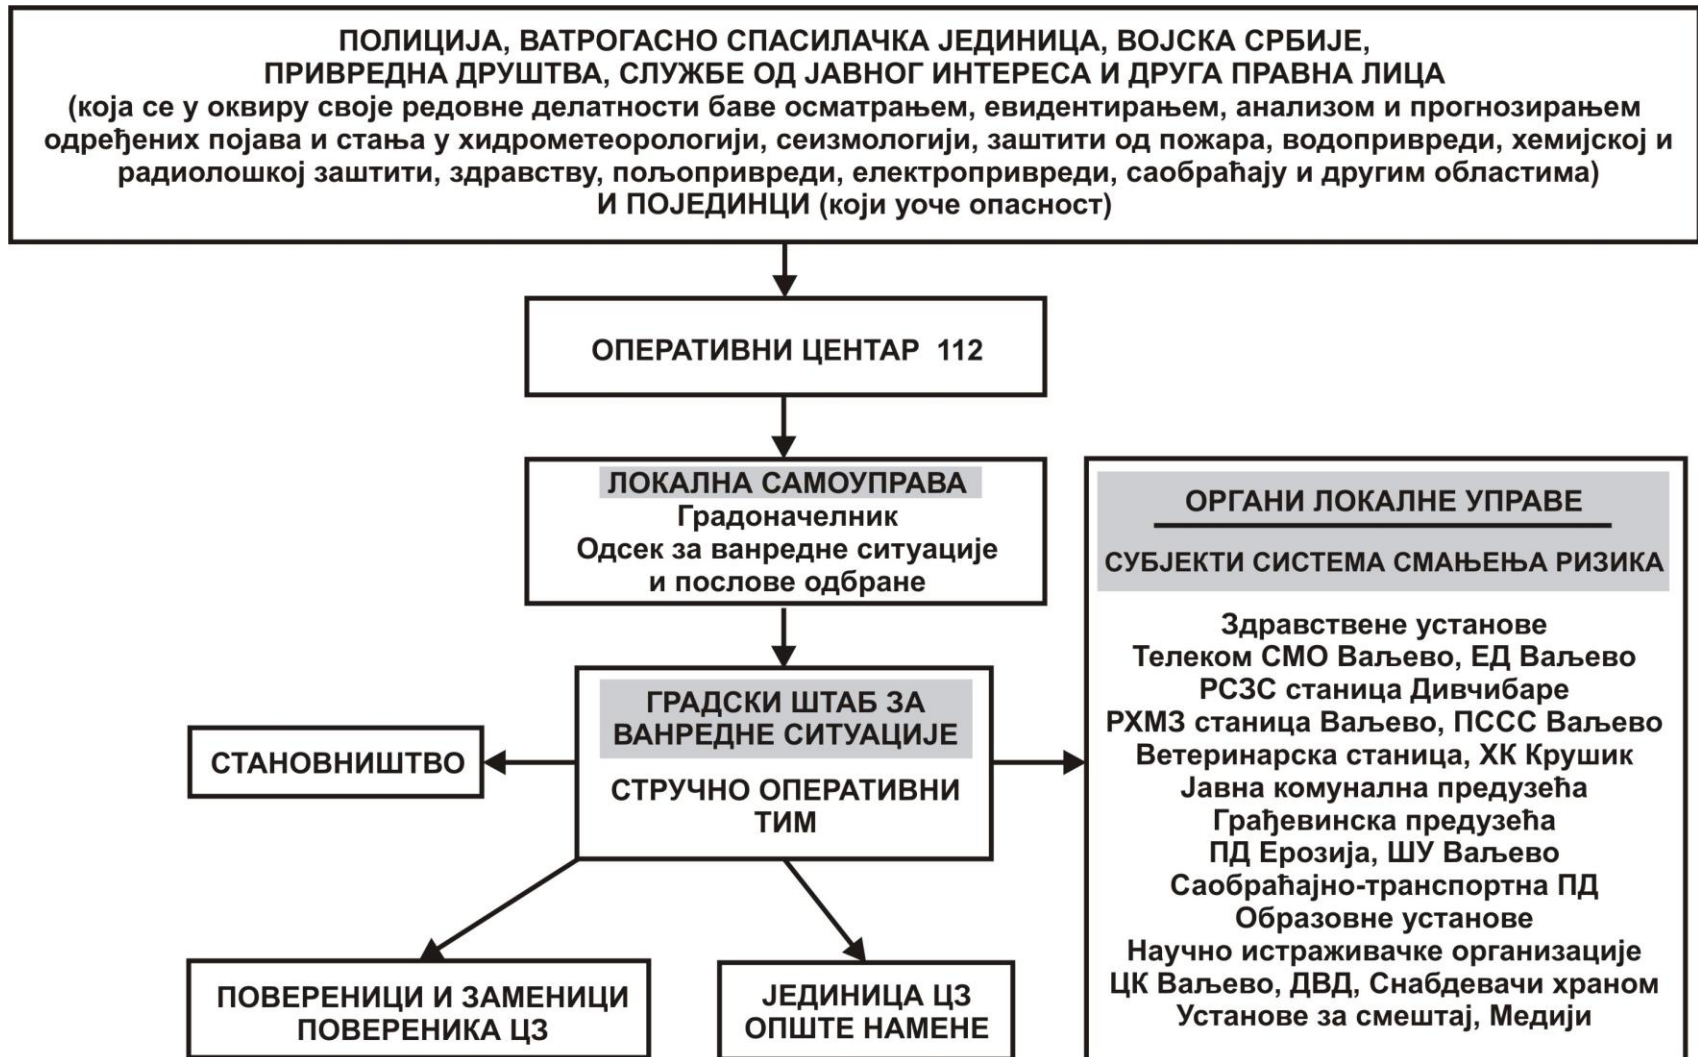 ПОЛИЦИЈА, ВАТРОГАСНО СПАСИЛАЧКА ЈЕДИНИЦА, ВОЈСКА СРБИЈЕ,
ПРИВРЕДНА ДРУШТВА, СЛУЖБЕ ОД ЈАВНОГ ИНТЕРЕСА И ДРУГА ПРАВНА ЛИЦА
(која се у оквиру своје редовне делатности баве осматрањем, евидентирањем, анализом и прогнозирањем
одређених појава и стања у хидрометеорологији, сеизмологији, заштити од пожара, водопривреди, хемијској и
радиолошкој заштити, здравству, пољопривреди, електропривреди, саобраћају и другим областима)
И ПОЈЕДИНЦИ (који уоче опасност)
ОПЕРАТИВНИ ЦЕНТАР 112
ЛОКАЛНА САМОУПРАВА
Градоначелник
Одсек за ванредне ситуације
и послове одбране
ГРАДСКИ ШТАБ ЗА
ВАНРЕДНЕ СИТУАЦИЈЕ
СТРУЧНО ОПЕРАТИВНИ
ТИМ
СТАНОВНИШТВО
ОРГАНИ ЛОКАЛНЕ УПРАВЕ
СУБЈЕКТИ СИСТЕМА СМАЊЕЊА РИЗИКА
Здравствене установе
Телеком СМО Ваљево, ЕД Ваљево
РСЗС станица Дивчибаре
РХМЗ станица Ваљево, ПССС Ваљево
Ветеринарска станица, ХК Крушик
Јавна комунална предузећа
Грађевинска предузећа
ПД Ерозија, ШУ Ваљево
Саобраћајно-транспортна ПД
Образовне установе
Научно истраживачке организације
ЦК Ваљево, ДВД, Снабдевачи храном
Установе за смештај, Медији
ПОВЕРЕНИЦИ И ЗАМЕНИЦИ
ПОВЕРЕНИКА ЦЗ
ЈЕДИНИЦА ЦЗ
ОПШТЕ НАМЕНЕ